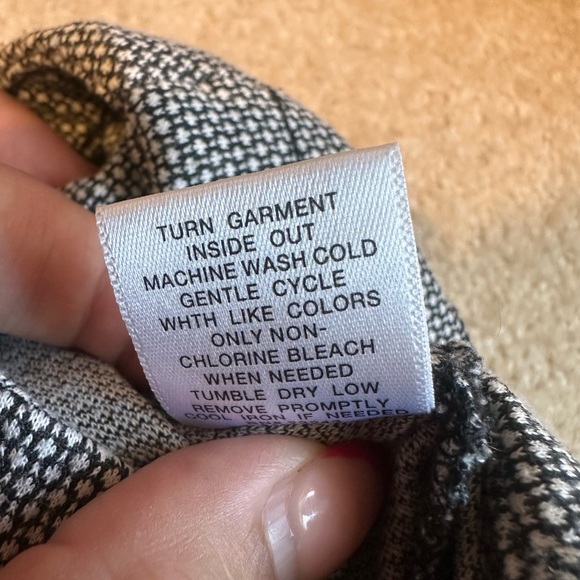 TURN GARMENT
INSIDE OUT
MACHINE WASH COLD
GENTLE CYCLE
WHTH LIKE COLORS
ONLY NON-
CHLORINE BLEACH
WHEN NEEDED
TUMBLE DRY LOW
REMOVE PROMPTLY
COOL IRON IF NEEDED